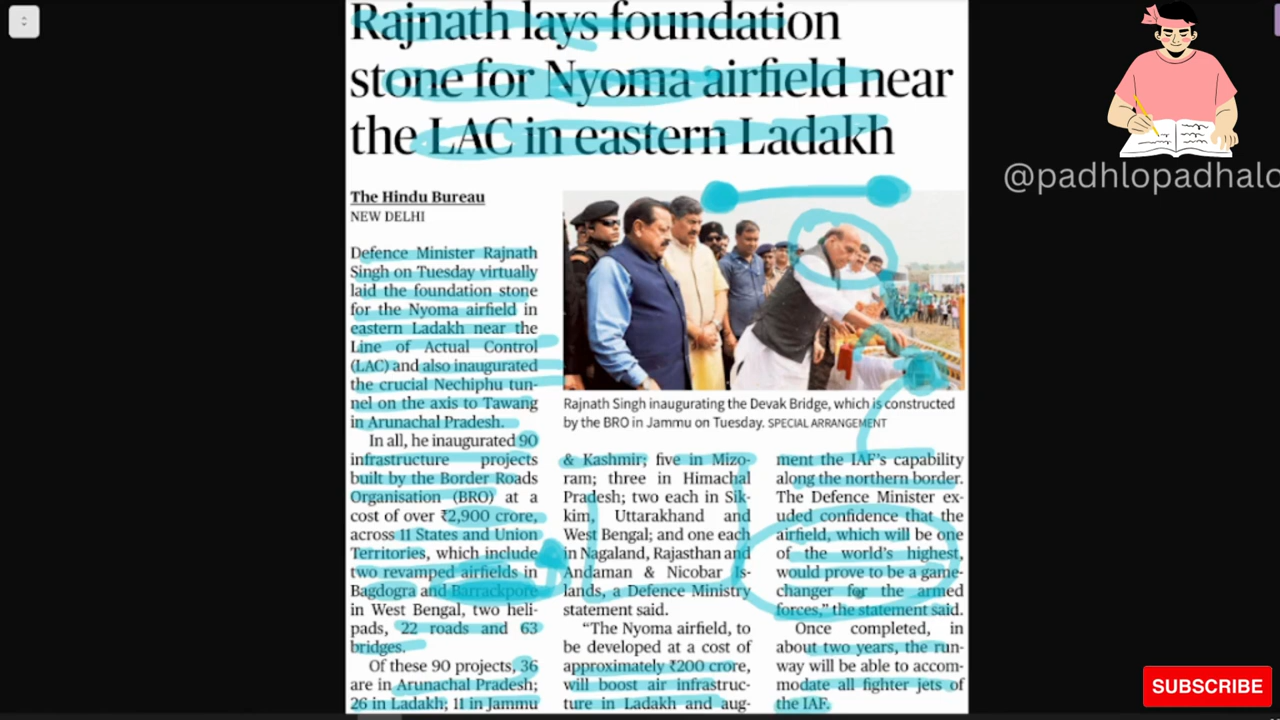 Rajnath lays foundation
stone for Nyoma airfield near
the LAC in eastern Ladakh
The Hindu Bureau
NEW DELHI
Defence Minister Rajnath
Singh on Tuesday virtually
laid the foundation stone
for the Nyoma airfield in
eastern Ladakh near the
Line of Actual Control
(LAC) and also inaugurated
the crucial Nechiphu tun-
nel on the axis to Tawang
in Arunachal Pradesh.
In all, he inaugurated 90
infrastructure projects
built by the Border Roads
Organisation (BRO) at a
cost of over ₹2,900 crore,
across 11 States and Union
Territories, which include
two revamped airfields in
Bagdogra and Barrackpore
in West Bengal, two heli-
pads, 22 roads and 63
bridges.
Of these 90 projects, 36
are in Arunachal Pradesh;
26 in Ladakh; 11 in Jammu
Rajnath Singh inaugurating the Devak Bridge, which is constructed
by the BRO in Jammu on Tuesday. SPECIAL ARRANGEMENT
& Kashmir; five in Mizo-
ram; three in Himachal
Pradesh; two each in Sik-
kim, Uttarakhand and
West Bengal; and one each
in Nagaland, Rajasthan and
Andaman & Nicobar Is-
lands, a Defence Ministry
statement said.
“The Nyoma airfield, to
be developed at a cost of
approximately ₹200 crore,
will boost air infrastruc-
ture in Ladakh and aug-
ment the IAF’s capability
along the northern border.
The Defence Minister ex-
uded confidence that the
airfield, which will be one
of the world’s highest,
would prove to be a game-
changer for the armed
forces,” the statement said.
Once completed, in
about two years, the run-
way will be able to accom-
modate all fighter jets of
the IAF.
@padhlopadhalo
SUBSCRIBE